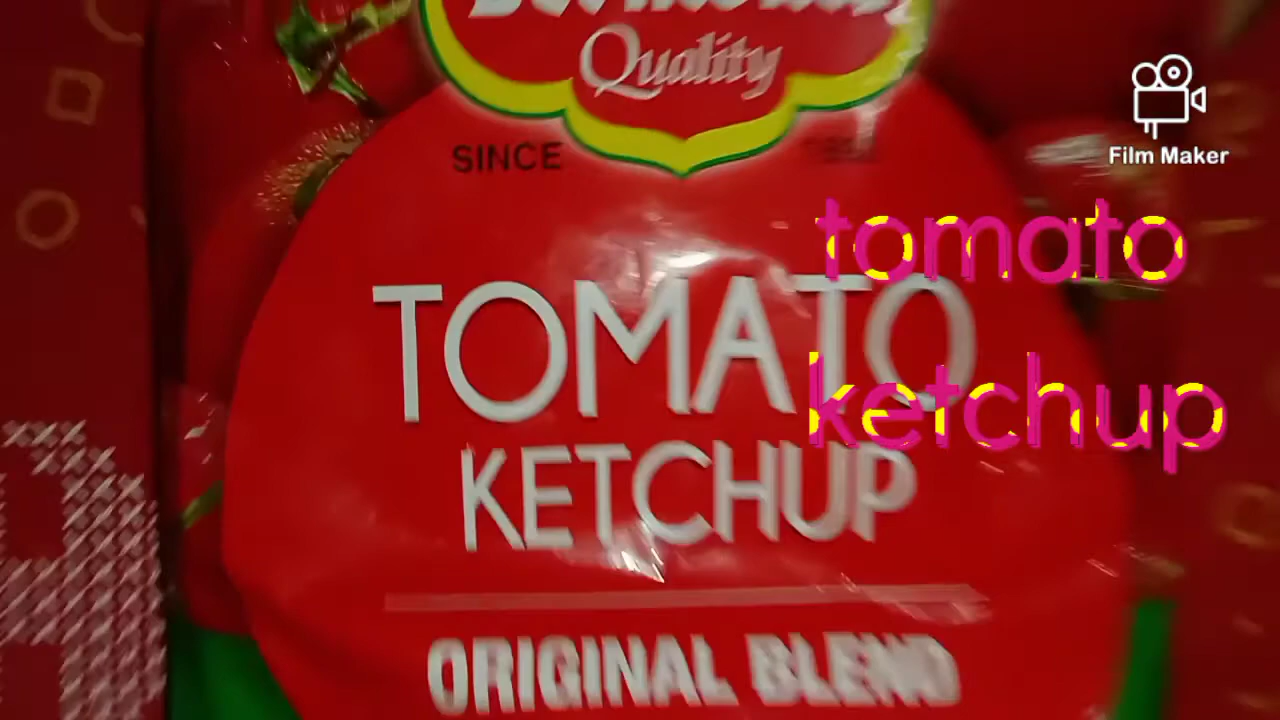 Quality
SINCE
Film Maker
tomato
ketchup
TOMATO
KETCHUP
ORIGINAL BLEND